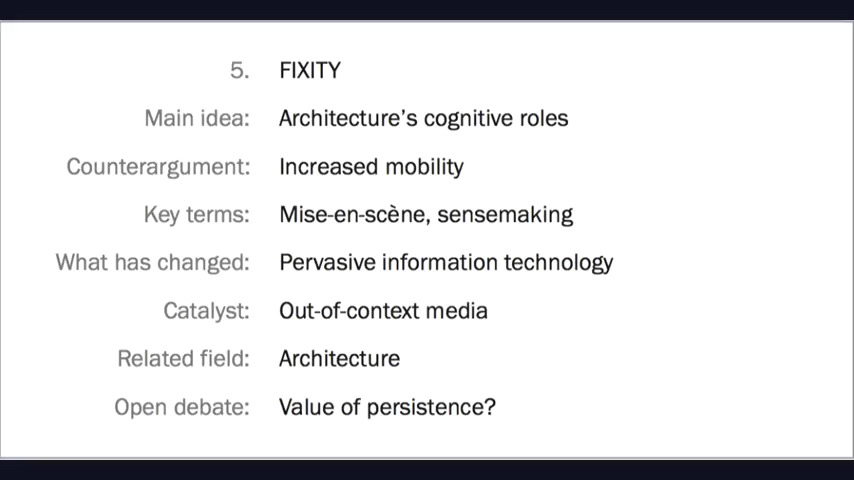 5. FIXITY
Main idea: Architecture’s cognitive roles
Counterargument: Increased mobility
Key terms: Mise-en-scène, sensemaking
What has changed: Pervasive information technology
Catalyst: Out-of-context media
Related field: Architecture
Open debate: Value of persistence?